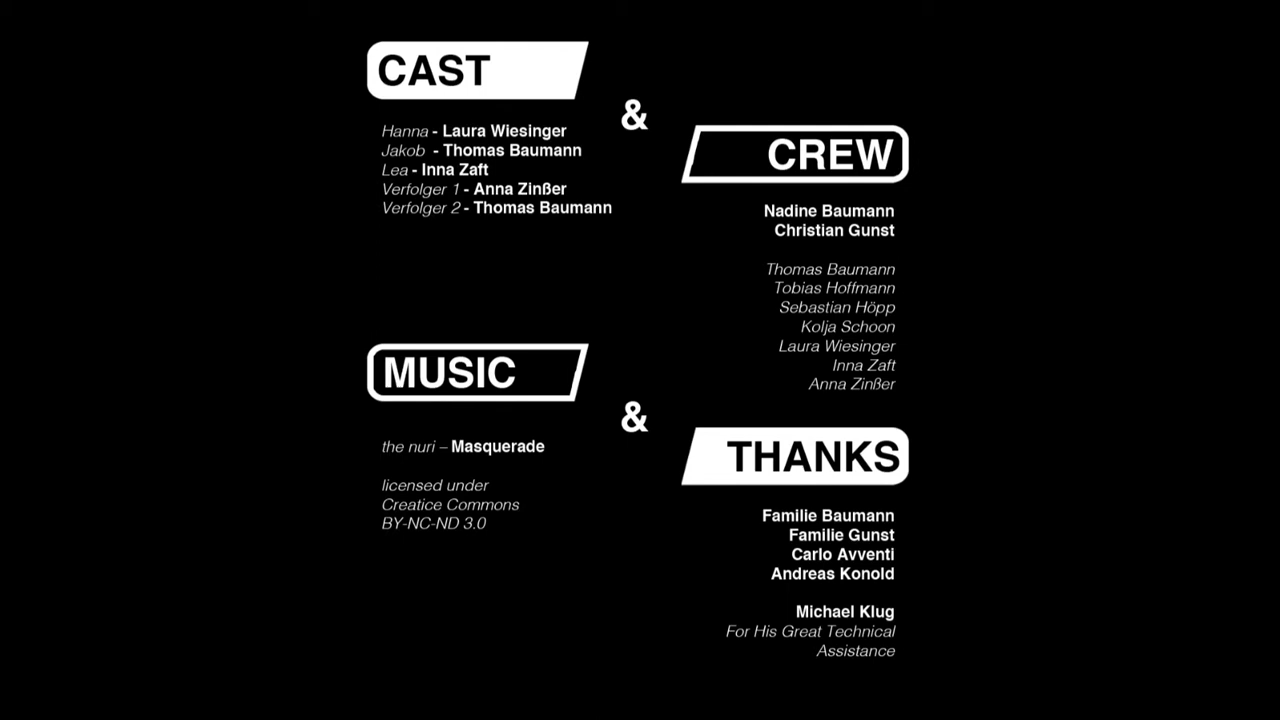 CAST
Hanna - Laura Wiesinger
Jakob - Thomas Baumann
Lea - Inna Zaft
Verfolger 1 - Anna Zinßer
Verfolger 2 - Thomas Baumann
&
CREW
Nadine Baumann
Christian Gunst
Thomas Baumann
Tobias Hoffmann
Sebastian Höpp
Kolja Schoon
Laura Wiesinger
Inna Zaft
Anna Zinßer
MUSIC
the nuri – Masquerade
licensed under
Creatice Commons
BY-NC-ND 3.0
&
THANKS
Familie Baumann
Familie Gunst
Carlo Avventi
Andreas Konold
Michael Klug
For His Great Technical
Assistance